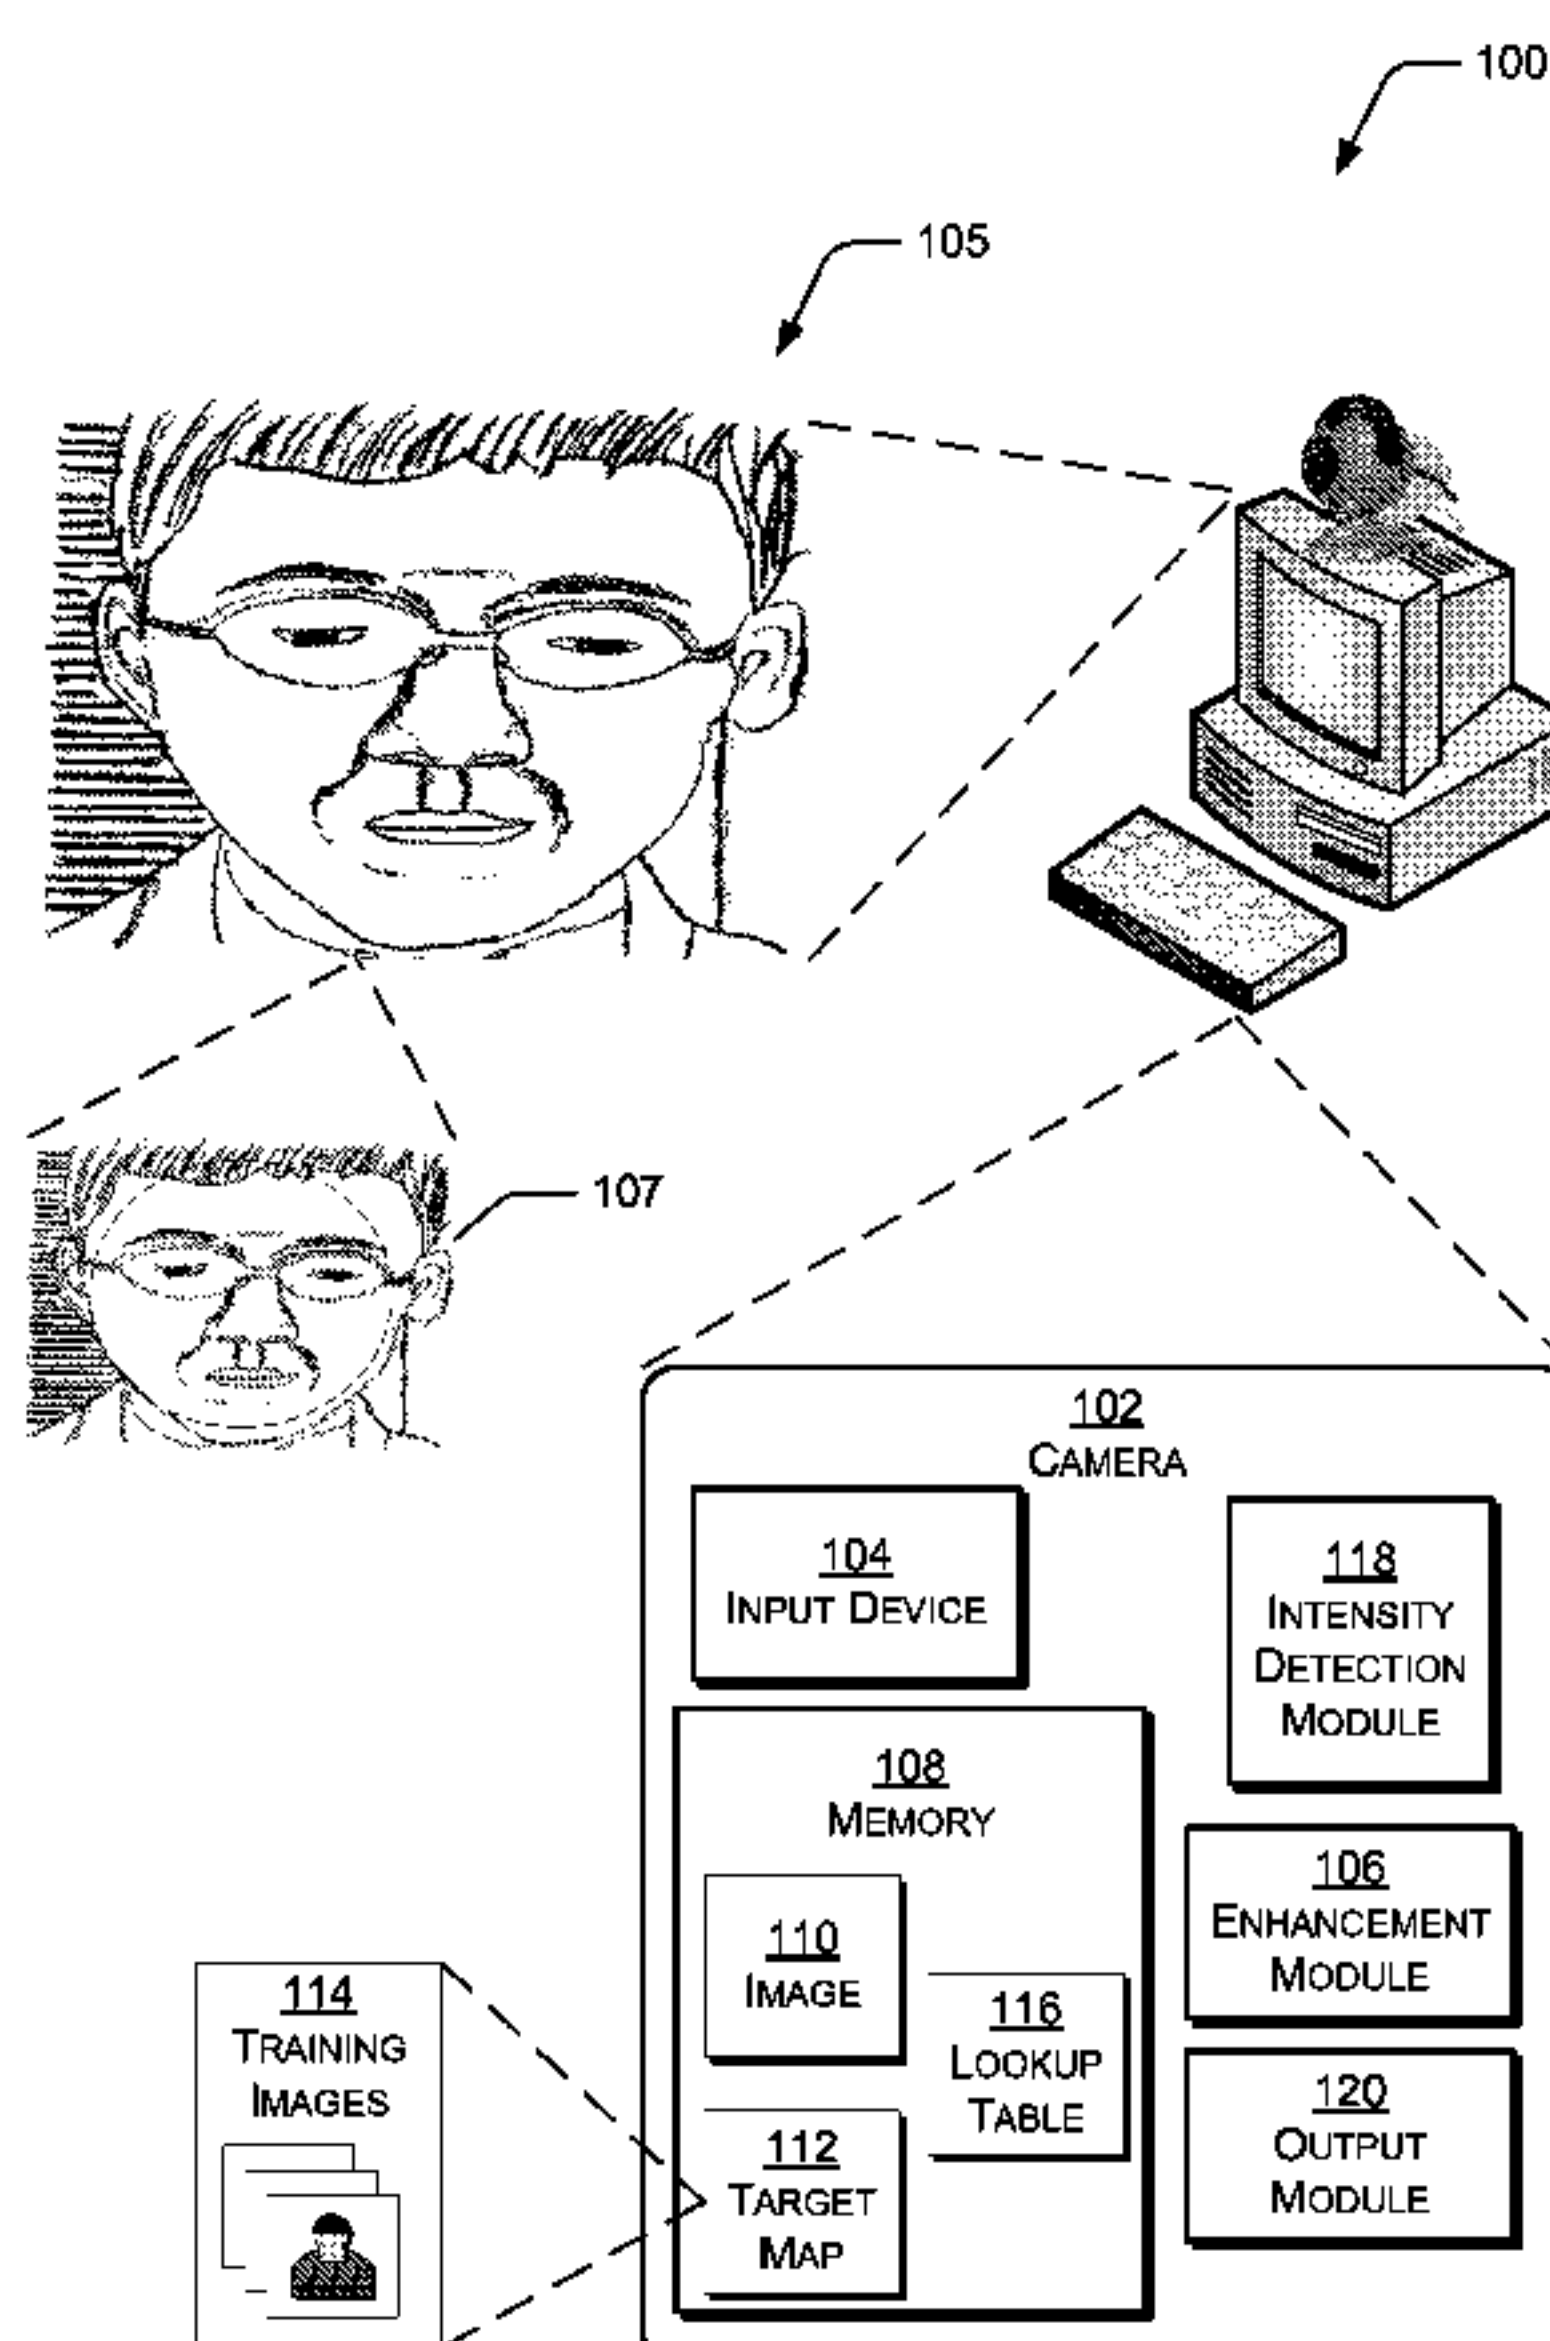 100
105
107
102
CAMERA
104
INPUT DEVICE
118
INTENSITY
DETECTION
MODULE
108
MEMORY
106
ENHANCEMENT
MODULE
110
IMAGE
116
LOOKUP
TABLE
114
TRAINING
IMAGES
112
TARGET
MAP
120
OUTPUT
MODULE